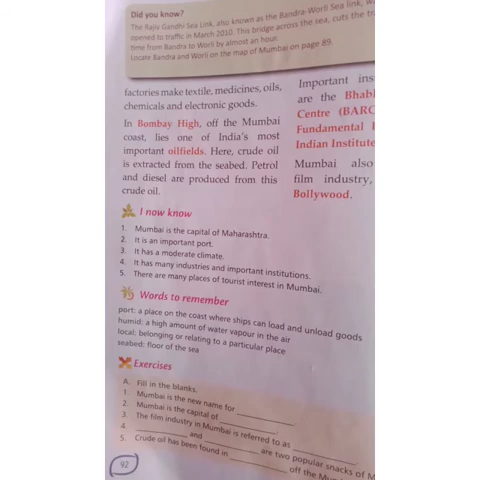 Did you know?
The Rajiv Gandhi Sea Link, also known as the Bandra-Worli Sea link,
opened to traffic in March 2010. This bridge across the sea, cuts the
time from Bandra to Worli by almost an hour.
Locate Bandra and Worli on the map of Mumbai on page 89.
factories make textile, medicines, oils,
chemicals and electronic goods.
In Bombay High, off the Mumbai
coast, lies one of India's most
important oilfields. Here, crude oil
is extracted from the seabed. Petrol
and diesel are produced from this
crude oil.
I now know
1. Mumbai is the capital of Maharashtra.
2. It is an important port.
3. It has a moderate climate.
4. It has many industries and important institutions.
5. There are many places of tourist interest in Mumbai.
Words to remember
port: a place on the coast where ships can load and unload goods
humid: a high amount of water vapour in the air
local: belonging or relating to a particular place
seabed: floor of the sea
Exercises
A. Fill in the blanks.
1. Mumbai is the new name for
2. Mumbai is the capital of
3. The film industry in Mumbai is referred to as
4. and are two popular snacks of
5. Crude oil has been found in off the
92
Important
are the
Centre (BARC
Fundamental
Indian
Mumbai also
film industry,
Bollywood.